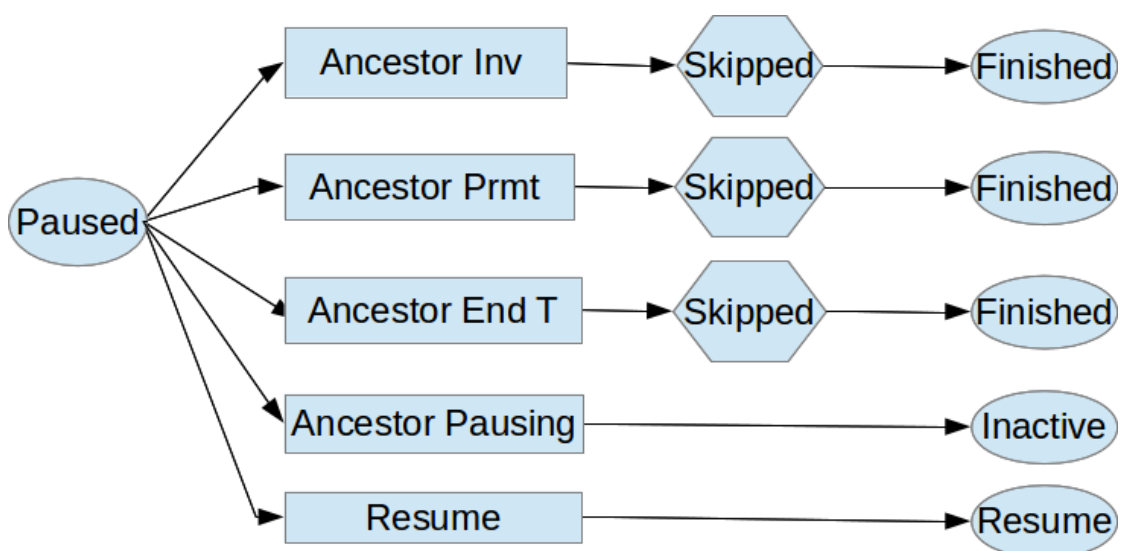 Ancestor Inv
Skipped
Finished
Ancestor Prmt
Skipped
Finished
Paused
Ancestor End T
Skipped
Finished
Ancestor Pausing
Inactive
Resume
Resume